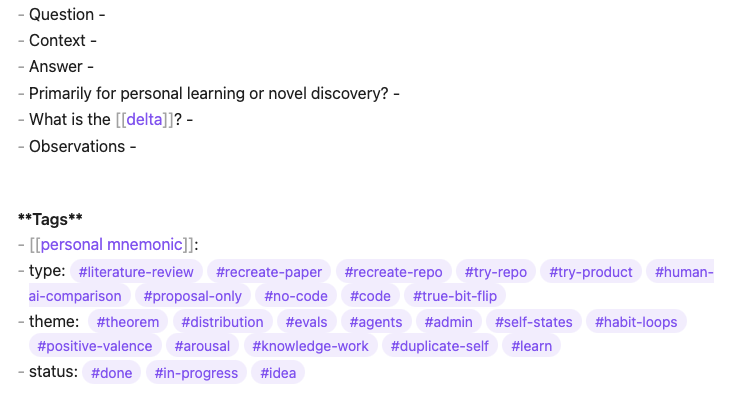 - Question -
- Context -
- Answer -
- Primarily for personal learning or novel discovery? -
- What is the [[delta]]? -
- Observations -
**Tags**
- [[personal mnemonic]]:
- type: #literature-review #recreate-paper #recreate-repo #try-repo #try-product #human-
ai-comparison #proposal-only #no-code #code #true-bit-flip
- theme: #theorem #distribution #evals #agents #admin #self-states #habit-loops
#positive-valence #arousal #knowledge-work #duplicate-self #learn
- status: #done #in-progress #idea